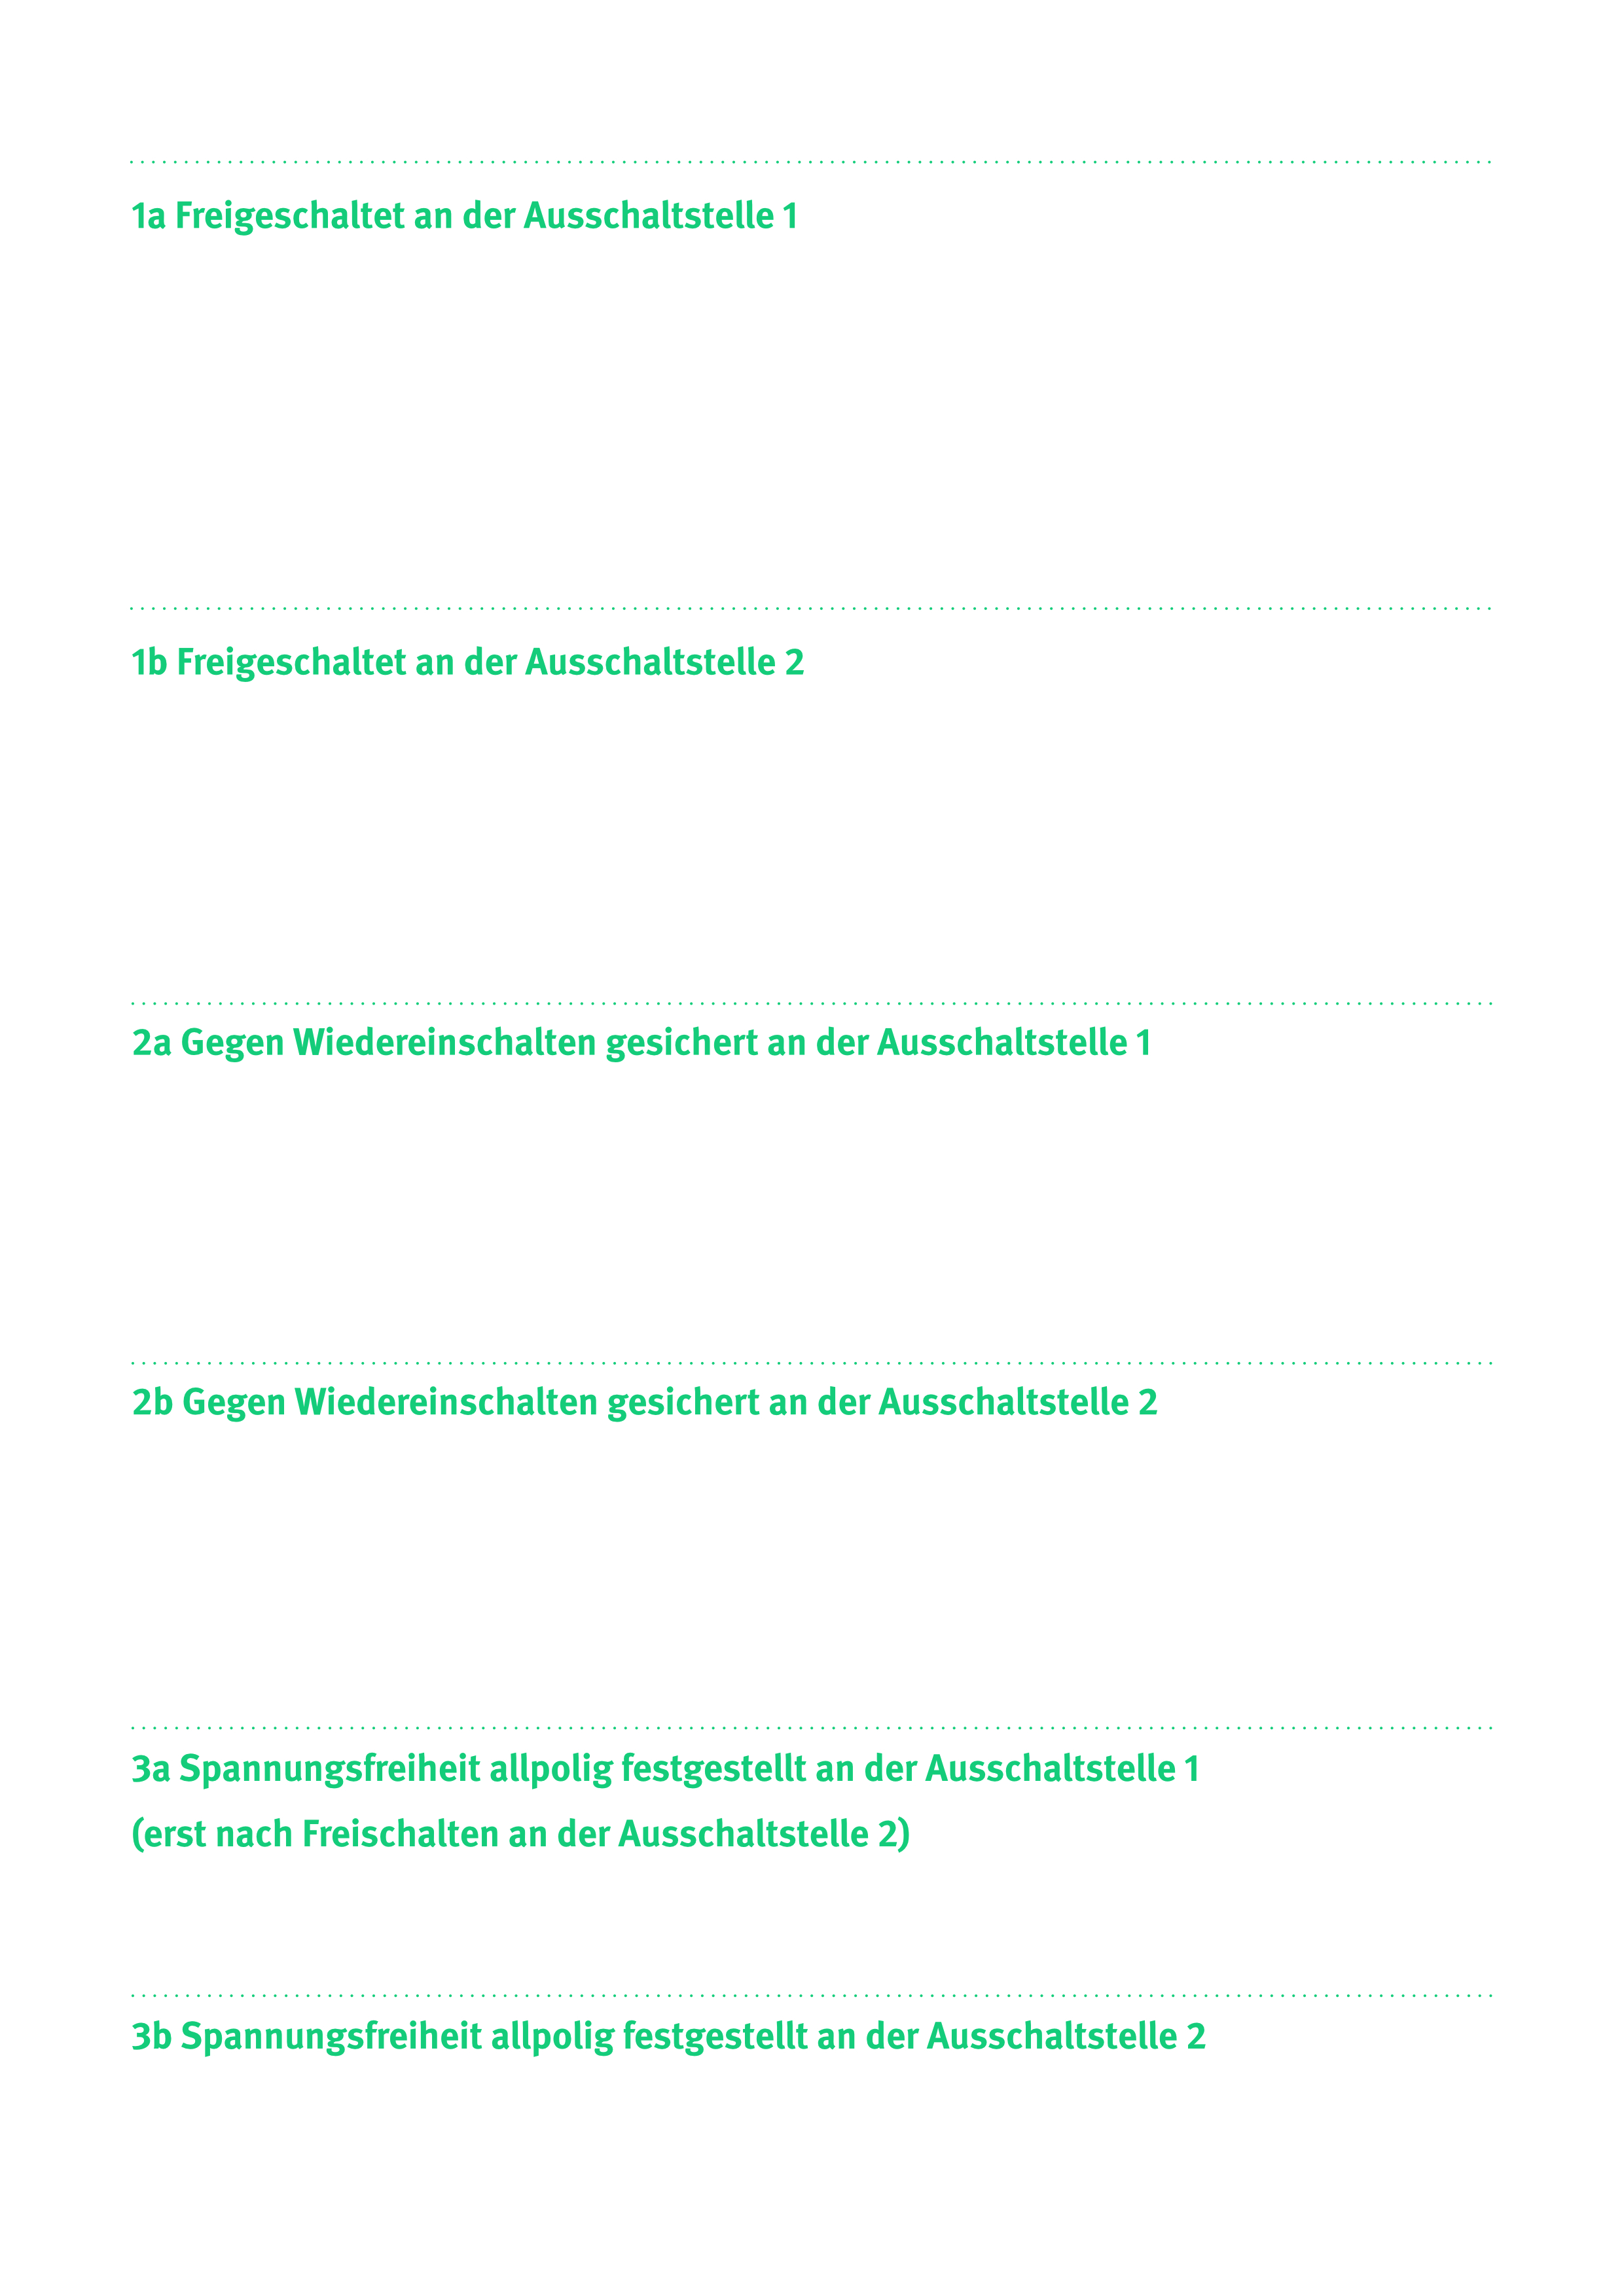 1a Freigeschaltet an der Ausschaltstelle 1
1b Freigeschaltet an der Ausschaltstelle 2
2a Gegen Wiedereinschalten gesichert an der Ausschaltstelle 1
2b Gegen Wiedereinschalten gesichert an der Ausschaltstelle 2
3a Spannungsfreiheit allpolig festgestellt an der Ausschaltstelle 1
(erst nach Freischalten an der Ausschaltstelle 2)
3b Spannungsfreiheit allpolig festgestellt an der Ausschaltstelle 2